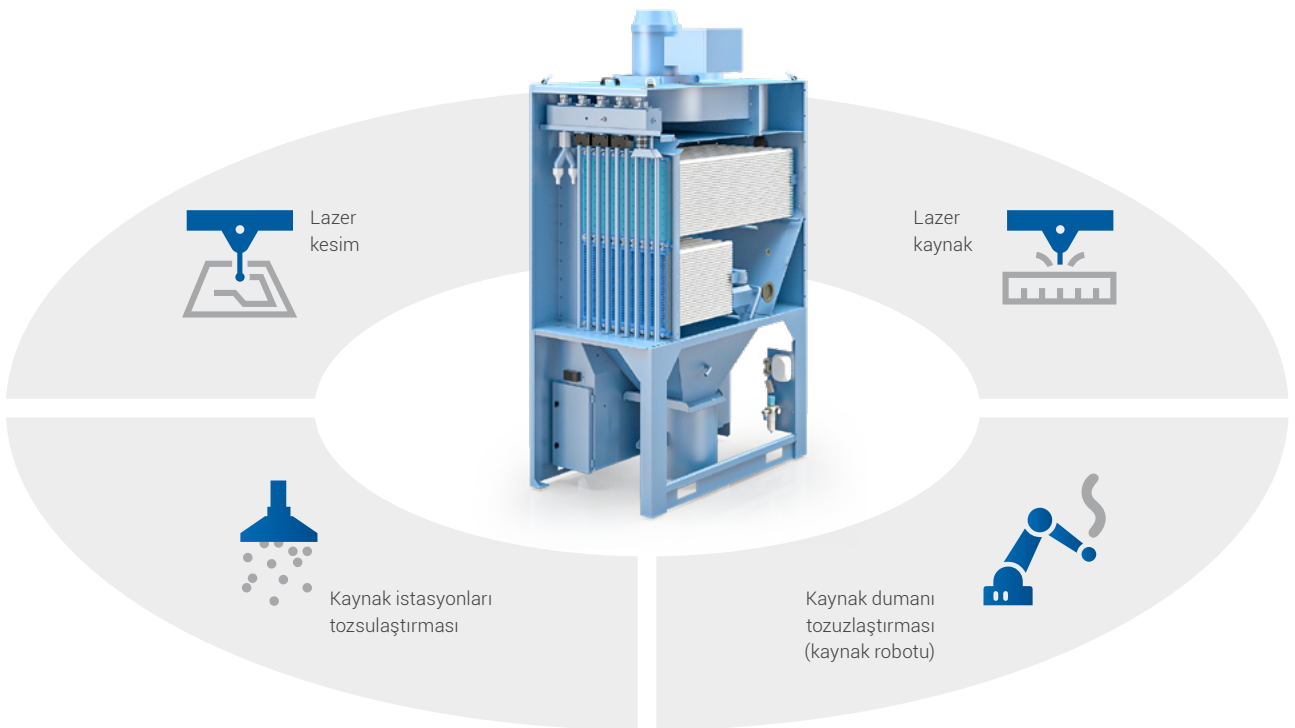 Lazer
kesim
Lazer
kaynak
Kaynak istasyonları
tozsulaştırması
Kaynak dumanı
tozuzlaştırması
(kaynak robotu)